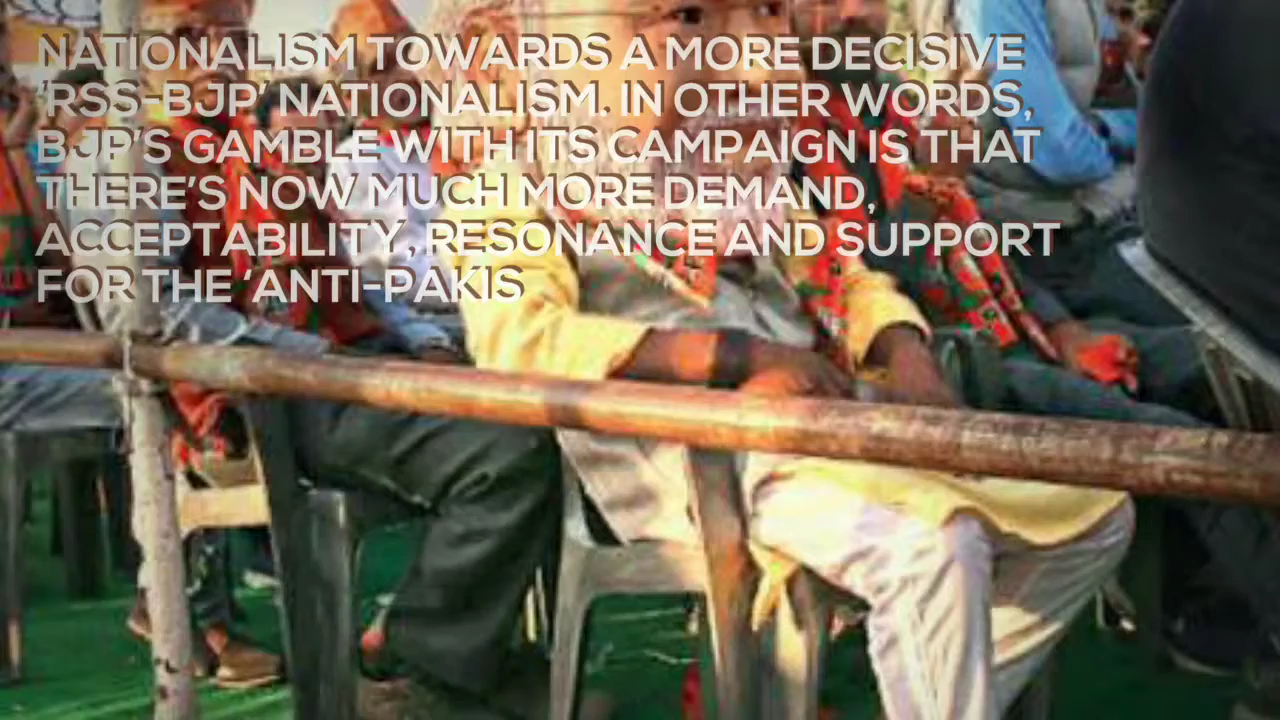 NATIONALISM TOWARDS A MORE DECISIVE
‘RSS-BJP’ NATIONALISM. IN OTHER WORDS,
BJP’S GAMBLE WITH ITS CAMPAIGN IS THAT
THERE’S NOW MUCH MORE DEMAND,
ACCEPTABILITY, RESONANCE AND SUPPORT
FOR THE ‘ANTI-PAKIS